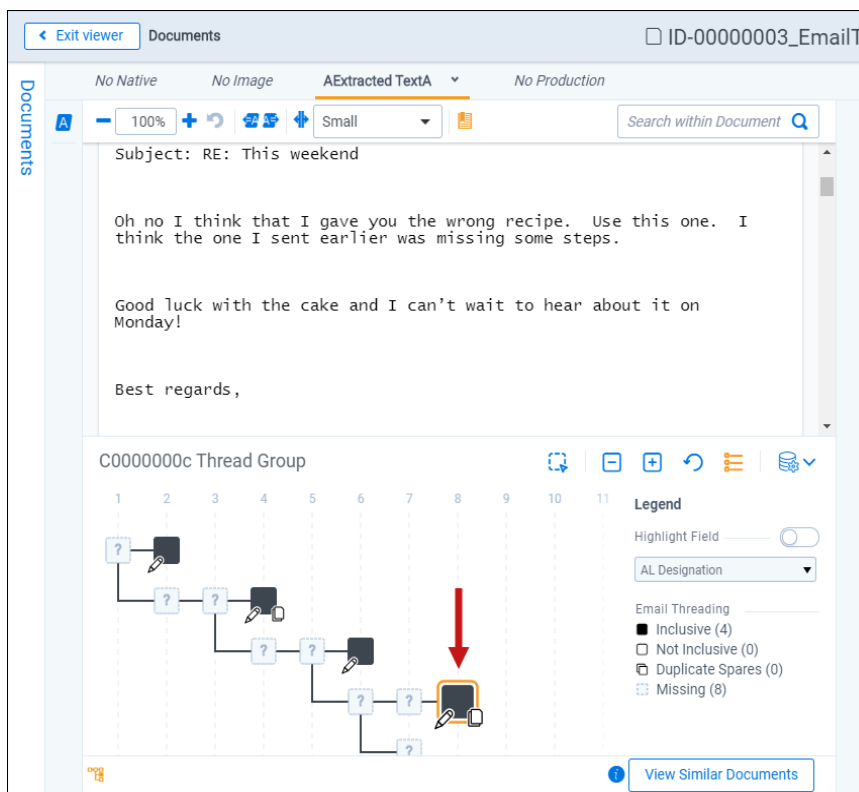 Exit viewer
Documents
ID-00000003_EmailT
Documents
No Native
No Image
AExtracted TextA
No Production
A
100%
A A
Small
Search within Document
Subject: RE: This weekend
Oh no I think that I gave you the wrong recipe.  Use this one.  I
think the one I sent earlier was missing some steps.
Good luck with the cake and I can’t wait to hear about it on
Monday!
Best regards,
C0000000c Thread Group
1 2 3 4 5 6 7 8 9 10 11
Legend
Highlight Field
AL Designation
Email Threading
Inclusive (4)
Not Inclusive (0)
Duplicate Spares (0)
Missing (8)
?
? ?
? ?
? ?
?
i
View Similar Documents